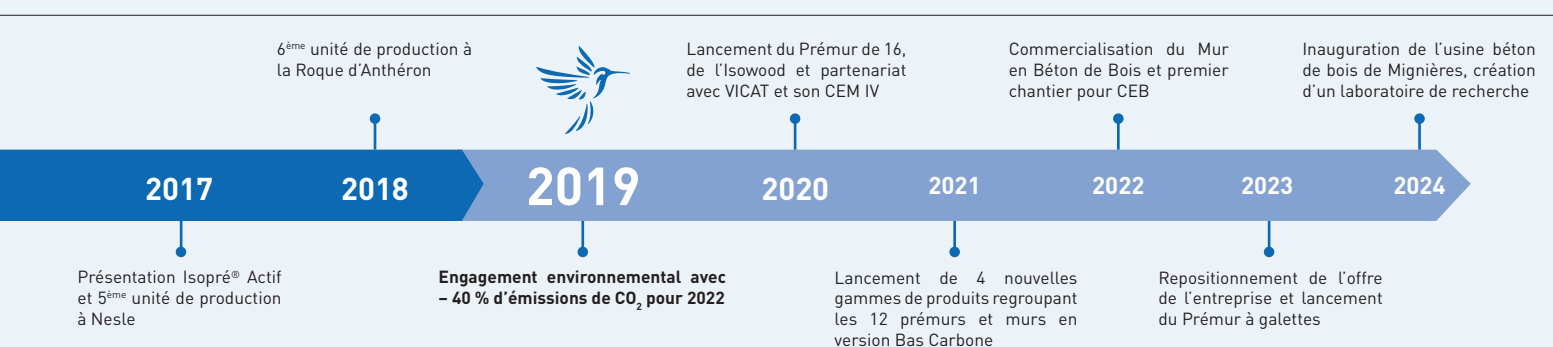 6ème unité de production à
la Roque d'Anthéron
Lancement du Prémur de 16,
de l'Isowood et partenariat
avec VICAT et son CEM IV
Commercialisation du Mur
en Béton de Bois et premier
chantier pour CEB
Inauguration de l'usine béton
de bois de Mignières, création
d'un laboratoire de recherche
2017
2018
2019
2020
2021
2022
2023
2024
Présentation Isopré® Actif
et 5ème unité de production
à Nesle
Engagement environnemental avec
– 40 % d'émissions de CO2 pour 2022
Lancement de 4 nouvelles
gammes de produits regroupant
les 12 prémurs et murs en
version Bas Carbone
Repositionnement de l'offre
de l'entreprise et lancement
du Prémur à galettes